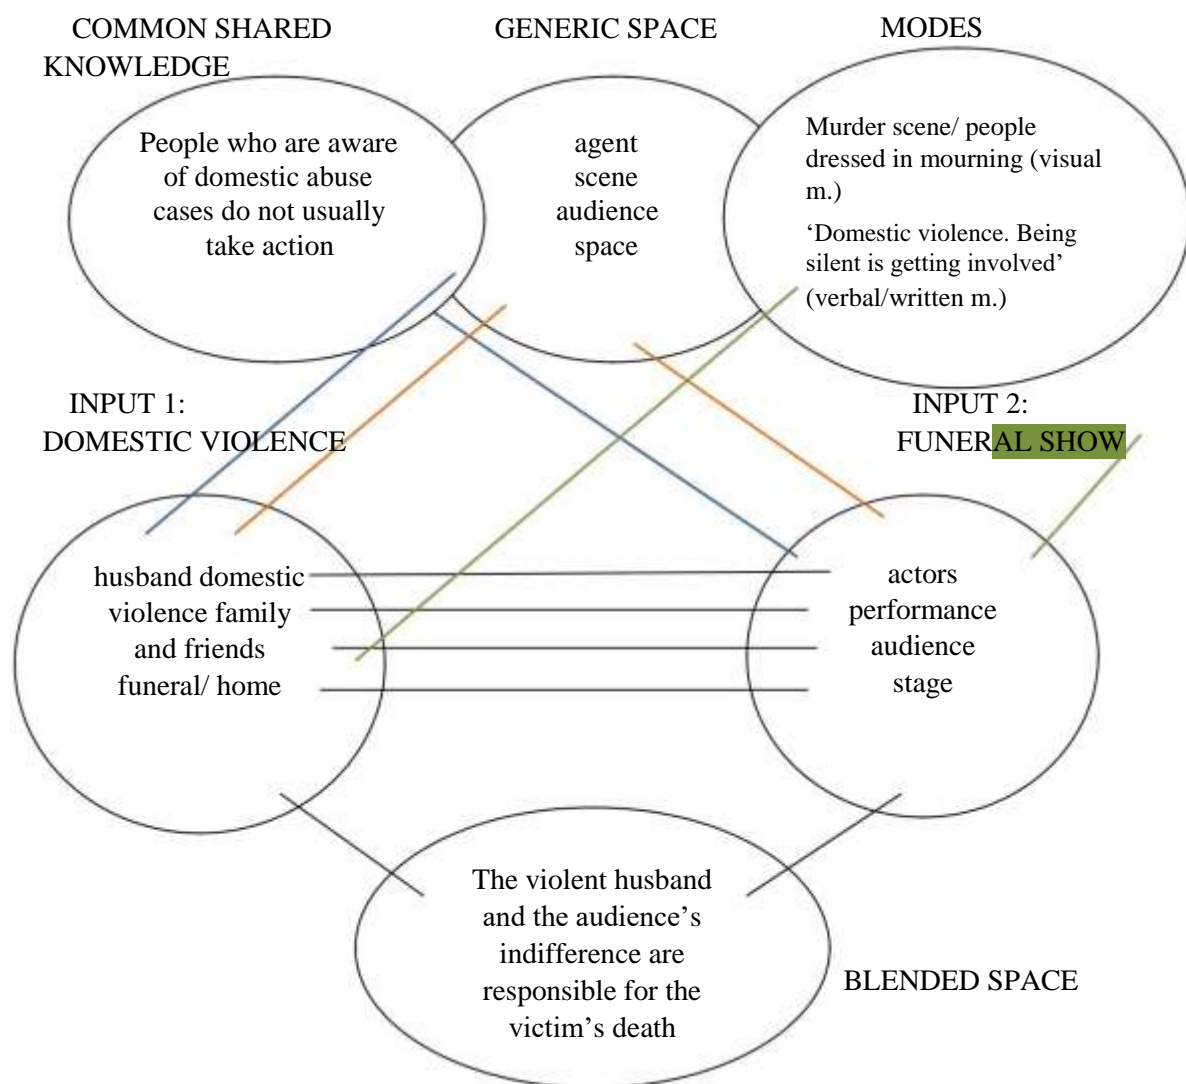 COMMON SHARED
KNOWLEDGE
GENERIC SPACE
MODES
People who are aware
of domestic abuse
cases do not usually
take action
agent
scene
audience
space
Murder scene/ people
dressed in mourning (visual
m.)
‘Domestic violence. Being
silent is getting involved’
(verbal/written m.)
INPUT 1:
DOMESTIC VIOLENCE
INPUT 2:
FUNERAL SHOW
husband domestic
violence family
and friends
funeral/ home
actors
performance
audience
stage
The violent husband
and the audience’s
indifference are
responsible for the
victim’s death
BLENDED SPACE